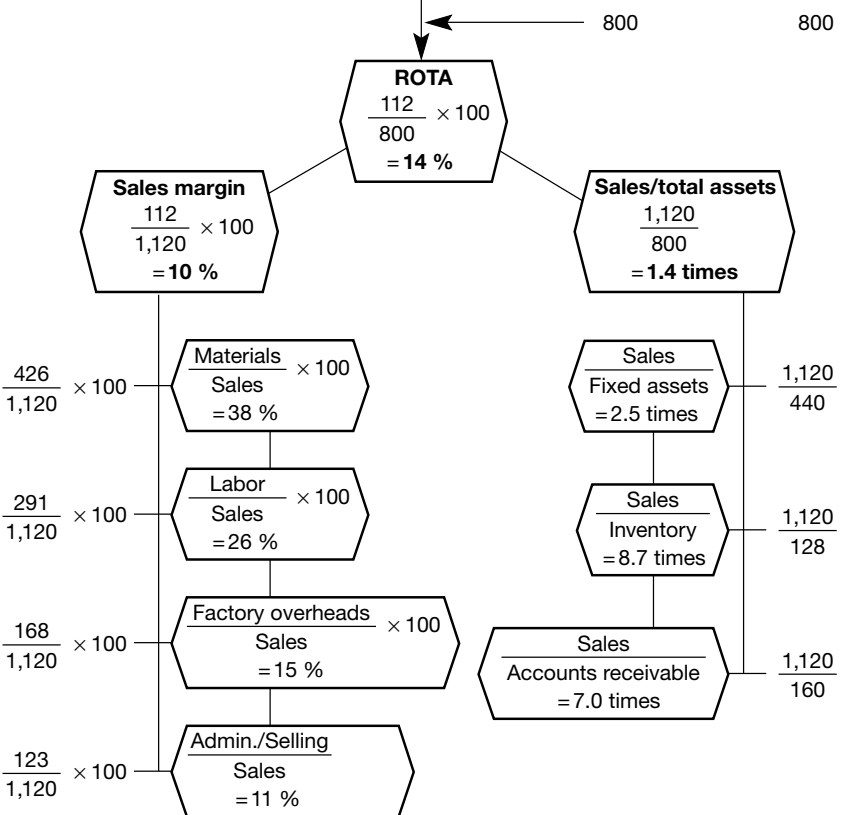 800 800
ROTA
112
800
× 100
= 14 %
Sales margin
112
1,120
× 100
= 10 %
Sales/total assets
1,120
800
= 1.4 times
426
1,120
× 100
Materials
Sales
× 100
= 38 %
Sales
Fixed assets
= 2.5 times
1,120
440
291
1,120
× 100
Labor
Sales
× 100
= 26 %
Sales
Inventory
= 8.7 times
1,120
128
168
1,120
× 100
Factory overheads
Sales
× 100
= 15 %
Sales
Accounts receivable
= 7.0 times
1,120
160
123
1,120
× 100
Admin./Selling
Sales
= 11 %